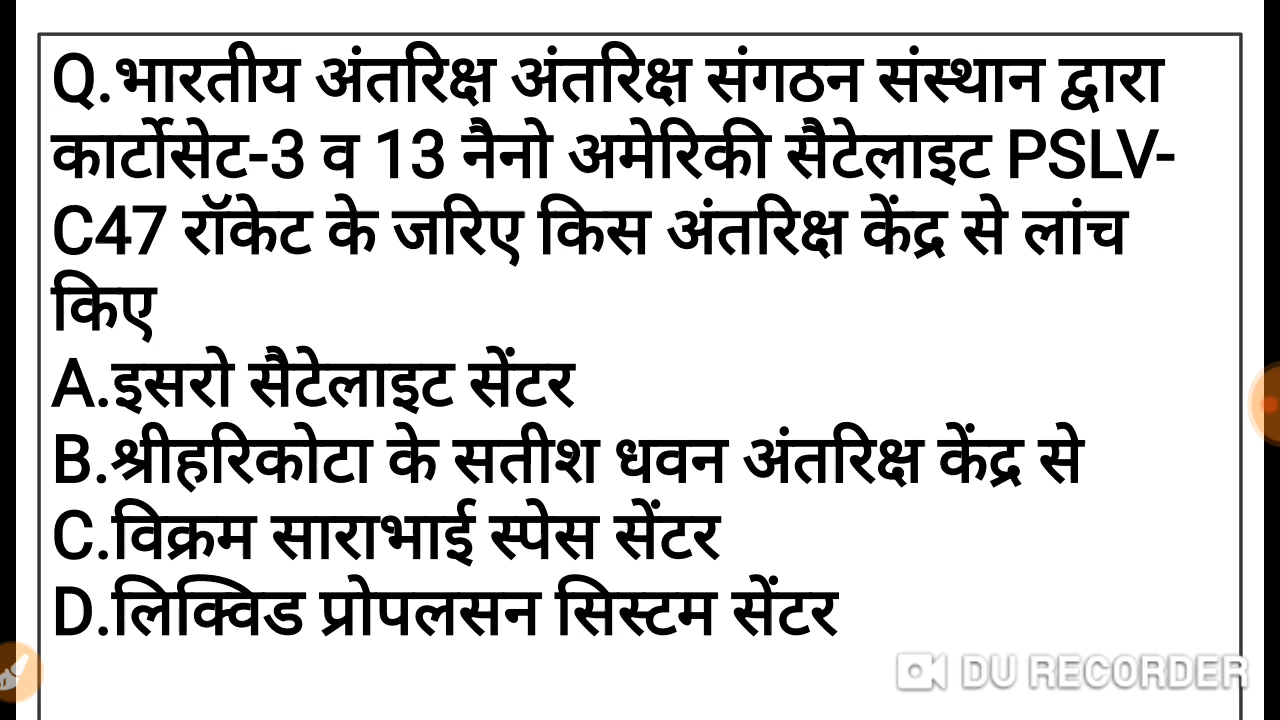 Q.भारतीय अंतरिक्ष अंतरिक्ष संगठन संस्थान द्वारा
कार्टोसेट-3 व 13 नैनो अमेरिकी सैटेलाइट PSLV-
C47 रॉकेट के जरिए किस अंतरिक्ष केंद्र से लांच
किए
A.इसरो सैटेलाइट सेंटर
B.श्रीहरिकोटा के सतीश धवन अंतरिक्ष केंद्र से
C.विक्रम साराभाई स्पेस सेंटर
D.लिक्विड प्रोपलसन सिस्टम सेंटर
DU RECORDER